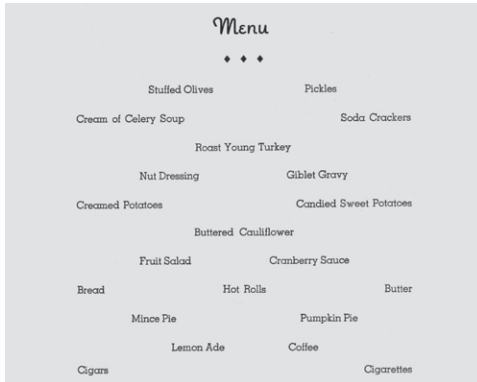 Menu
Stuffed Olives Pickles
Cream of Celery Soup Soda Crackers
Roast Young Turkey
Nut Dressing Giblet Gravy
Creamed Potatoes Candied Sweet Potatoes
Buttered Cauliflower
Fruit Salad Cranberry Sauce
Bread Hot Rolls Butter
Mince Pie Pumpkin Pie
Lemon Ade Coffee
Cigars Cigarettes